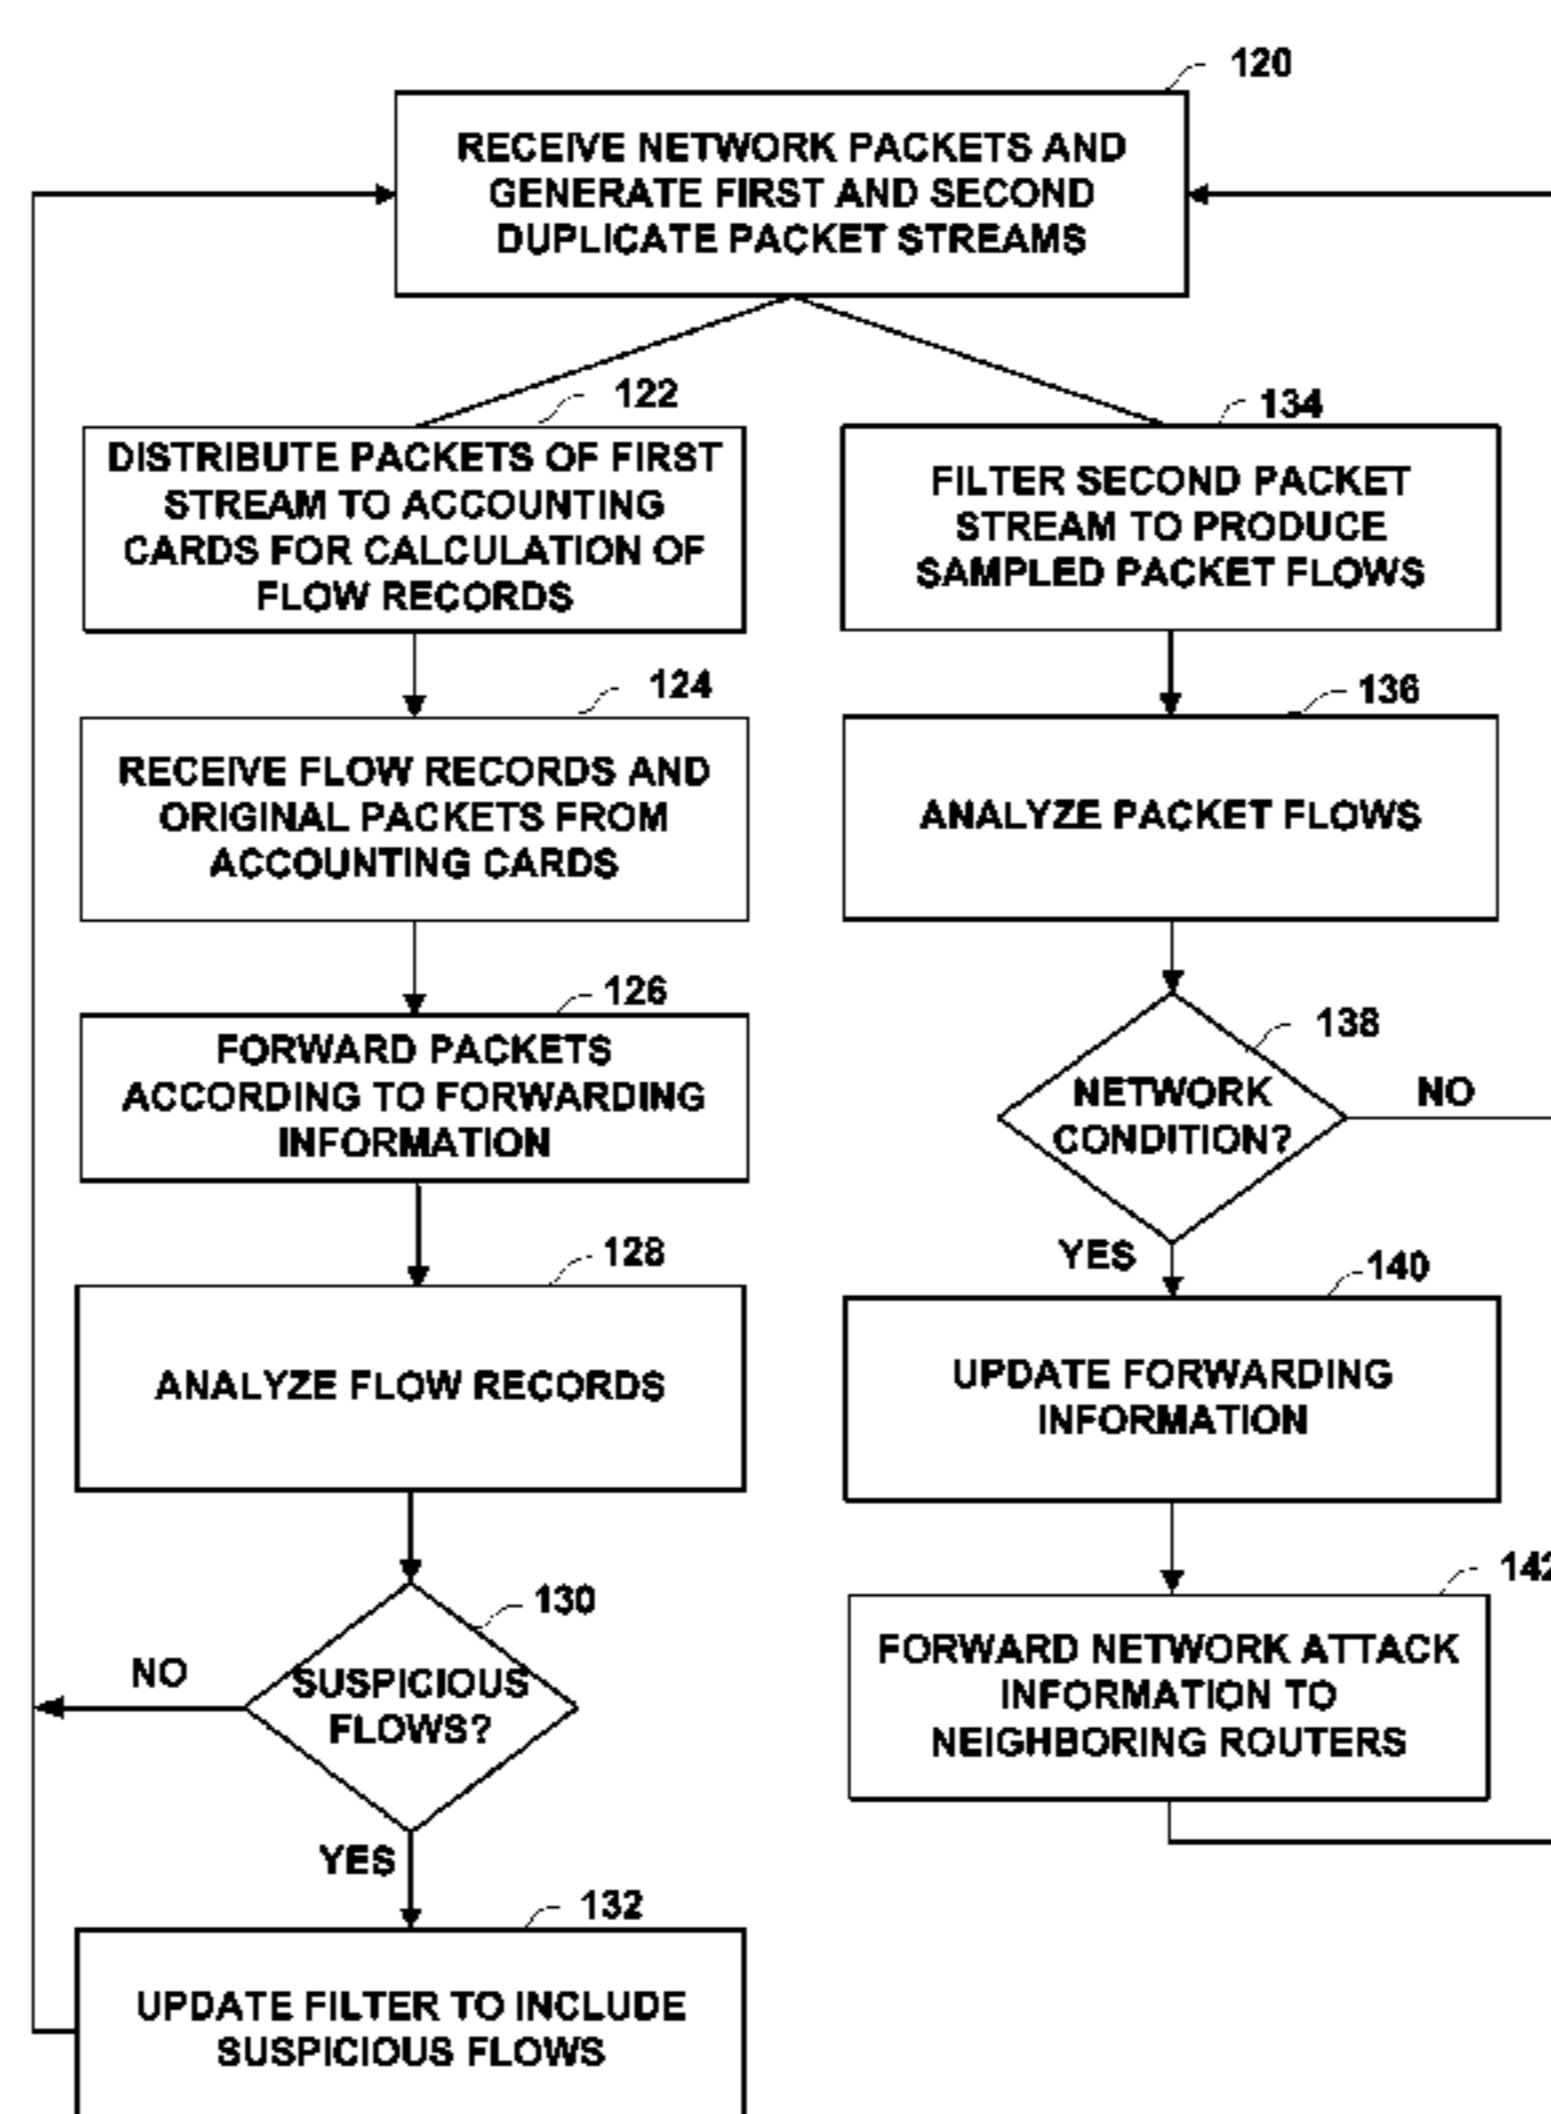 120
RECEIVE NETWORK PACKETS AND
GENERATE FIRST AND SECOND
DUPLICATE PACKET STREAMS
122
DISTRIBUTE PACKETS OF FIRST
STREAM TO ACCOUNTING
CARDS FOR CALCULATION OF
FLOW RECORDS
124
RECEIVE FLOW RECORDS AND
ORIGINAL PACKETS FROM
ACCOUNTING CARDS
126
FORWARD PACKETS
ACCORDING TO FORWARDING
INFORMATION
128
ANALYZE FLOW RECORDS
130
SUSPICIOUS
FLOWS?
NO
YES
132
UPDATE FILTER TO INCLUDE
SUSPICIOUS FLOWS
134
FILTER SECOND PACKET
STREAM TO PRODUCE
SAMPLED PACKET FLOWS
136
ANALYZE PACKET FLOWS
138
NETWORK
CONDITION?
NO
YES
140
UPDATE FORWARDING
INFORMATION
142
FORWARD NETWORK ATTACK
INFORMATION TO
NEIGHBORING ROUTERS